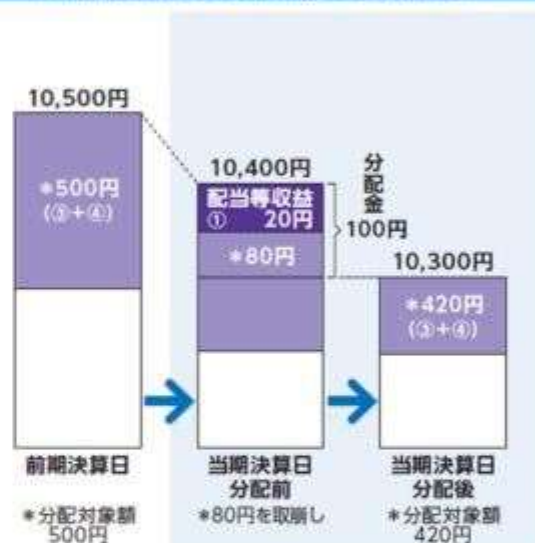 10,500円
*500円
(③+④)
10,400円
配当等収益
① 20円
*80円
分配金
100円
10,300円
*420円
(③+④)
前期決算日
*分配対象額
500円
当期決算日
分配前
*80円を取崩し
当期決算日
分配後
*分配対象額
420円